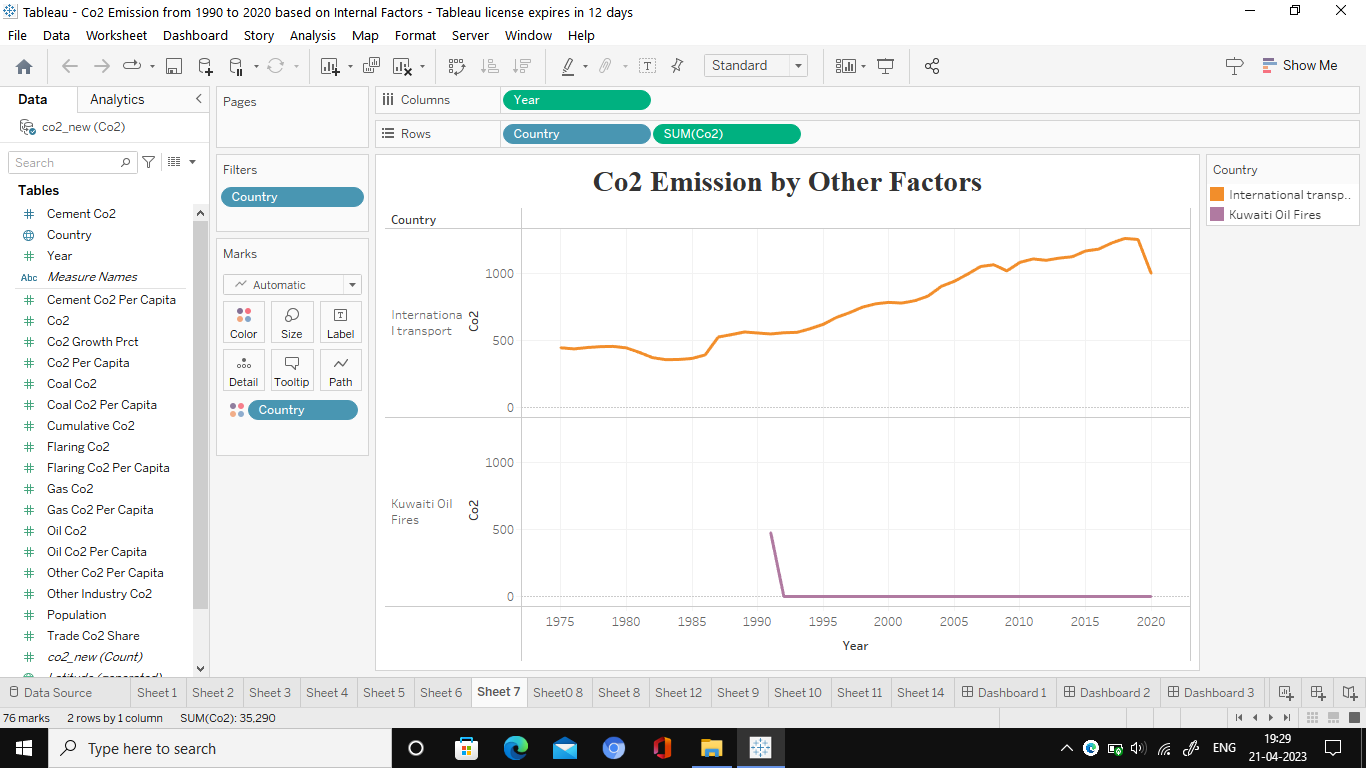 Tableau - Co2 Emission from 1990 to 2020 based on Internal Factors - Tableau license expires in 12 days
File Data Worksheet Dashboard Story Analysis Map Format Server Window Help
Standard
Show Me
Data Analytics
co2_new (Co2)
Search
Tables
Cement Co2
Country
Year
Abc Measure Names
Cement Co2 Per Capita
Co2
Co2 Growth Prct
Co2 Per Capita
Coal Co2
Coal Co2 Per Capita
Cumulative Co2
Flaring Co2
Flaring Co2 Per Capita
Gas Co2
Gas Co2 Per Capita
Oil Co2
Oil Co2 Per Capita
Other Co2 Per Capita
Other Industry Co2
Population
Trade Co2 Share
co2_new (Count)
Latitude (generated)
Pages
Filters
Country
Marks
Automatic
Color Size Label
Detail Tooltip Path
Country
Columns Year
Rows Country SUM(Co2)
Co2 Emission by Other Factors
Country
Internationa
l transport
Co2
1000
500
0
Kuwaiti Oil
Fires
Co2
1000
500
0
1975 1980 1985 1990 1995 2000 2005 2010 2015 2020
Year
Country
International transp..
Kuwaiti Oil Fires
Data Source Sheet 1 Sheet 2 Sheet 3 Sheet 4 Sheet 5 Sheet 6 Sheet 7 Sheet0 8 Sheet 8 Sheet 12 Sheet 9 Sheet 10 Sheet 11 Sheet 14 Dashboard 1 Dashboard 2 Dashboard 3
76 marks 2 rows by 1 column SUM(Co2): 35,290
Type here to search
ENG
19:29
21-04-2023